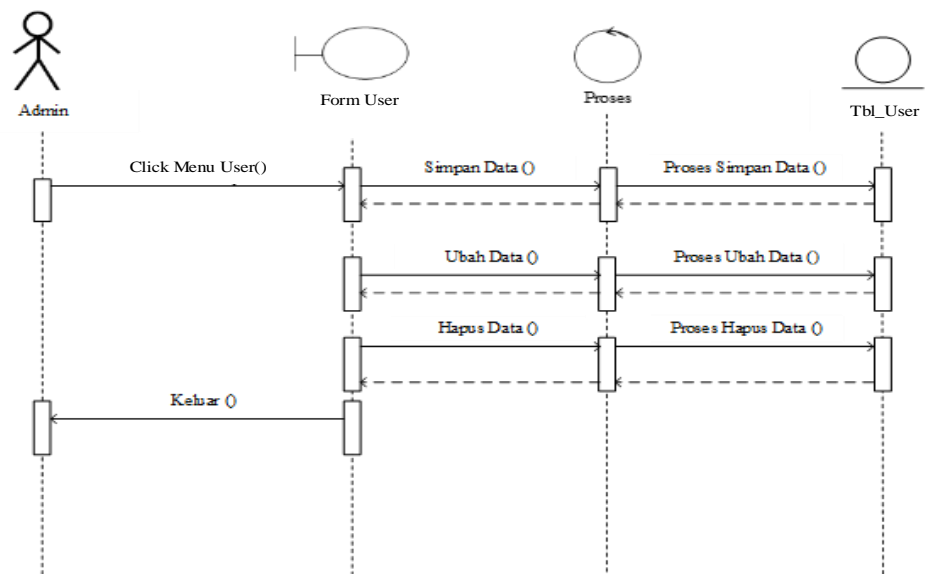 Admin
Form User
Proses
Tbl_User
Click Menu User()
Simpan Data ()
Proses Simpan Data ()
Ubah Data ()
Proses Ubah Data ()
Hapus Data ()
Proses Hapus Data ()
Keluar ()